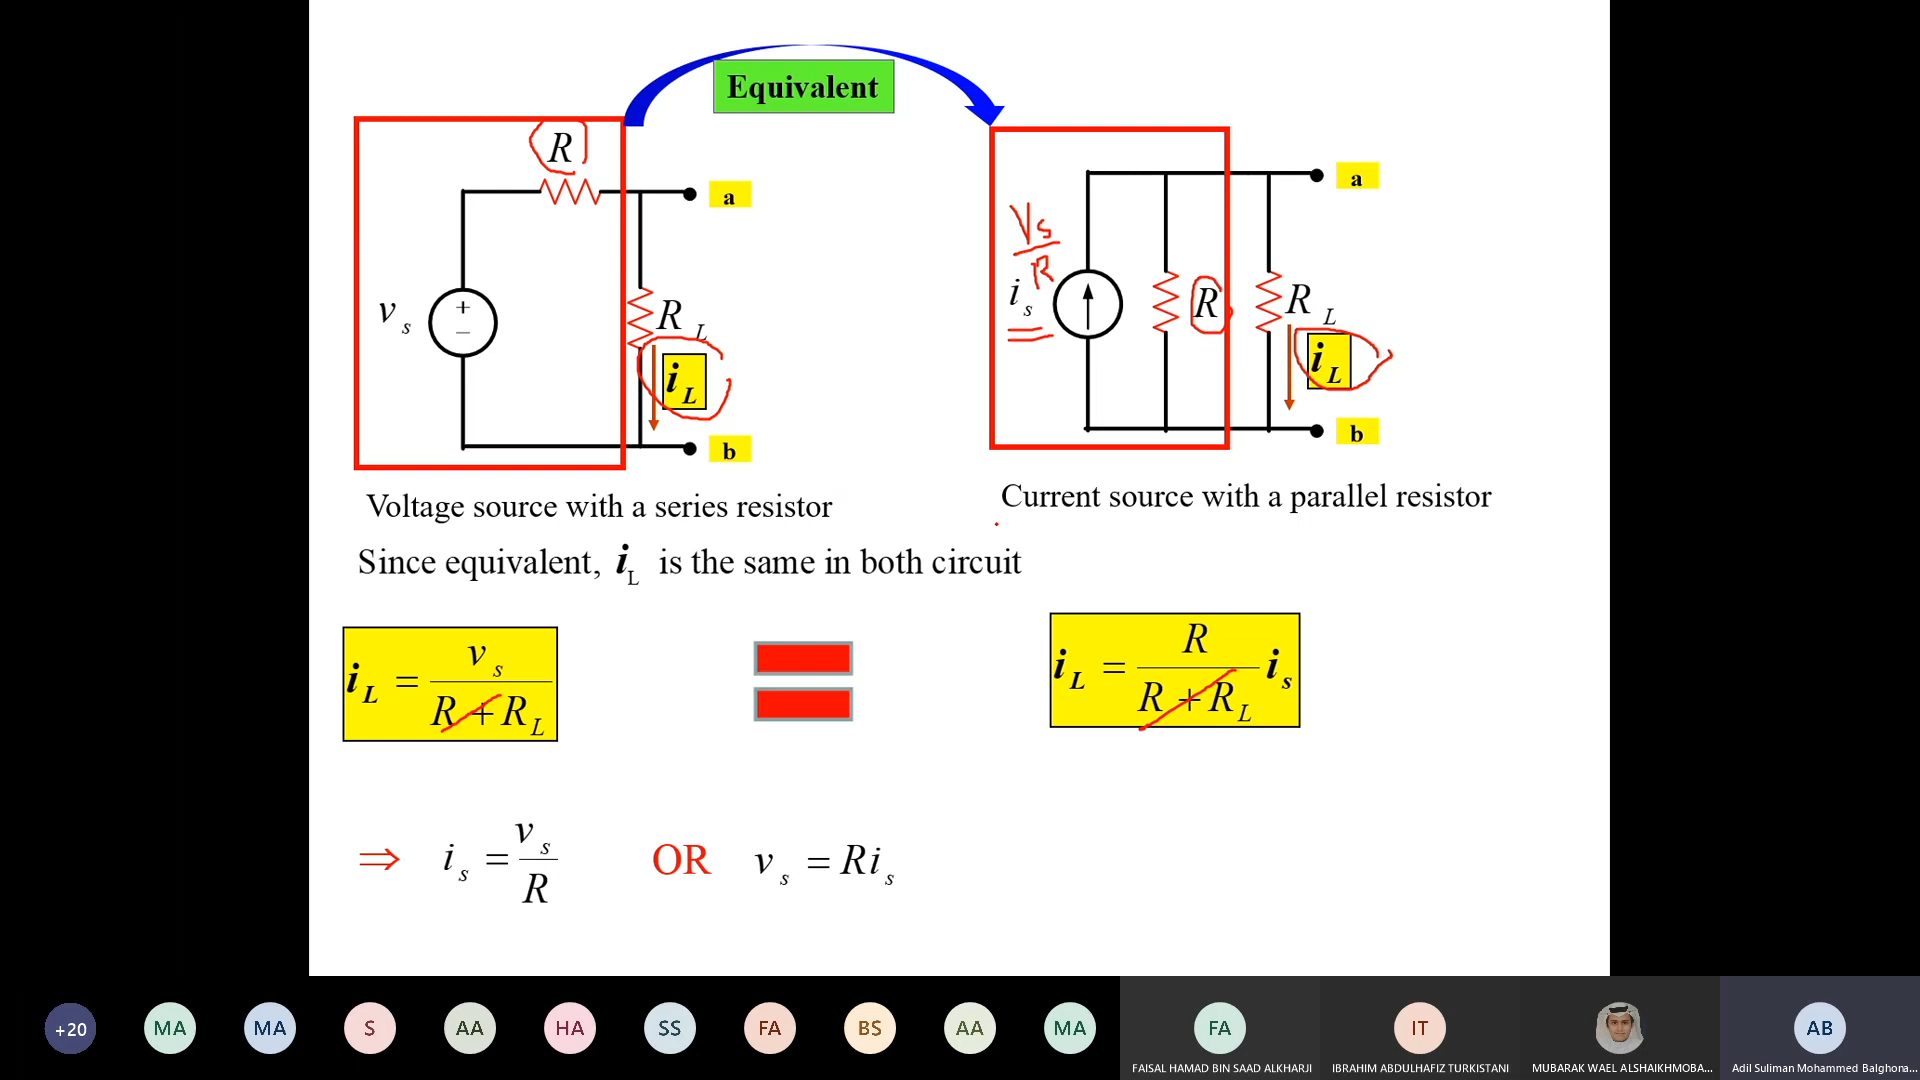 Equivalent
R
a
v s
+
−
R L
i L
b
a
Vs
R
i s
R
R L
i L
b
Voltage source with a series resistor
Current source with a parallel resistor
Since equivalent, i L is the same in both circuit
i L = v s / R + R L
=
i L = R / R + R L i s
⇒ i s = v s / R OR v s = R i s
+20 MA MA S AA HA SS FA BS AA MA FA IT AB
FAISAL HAMAD BIN SAAD ALKHARJI IBRAHIM ABDULHAFIZ TURKISTANI MUBARAK WAEL ALSHAIKHMOBA... Adil Suliman Mohammed Balghona...